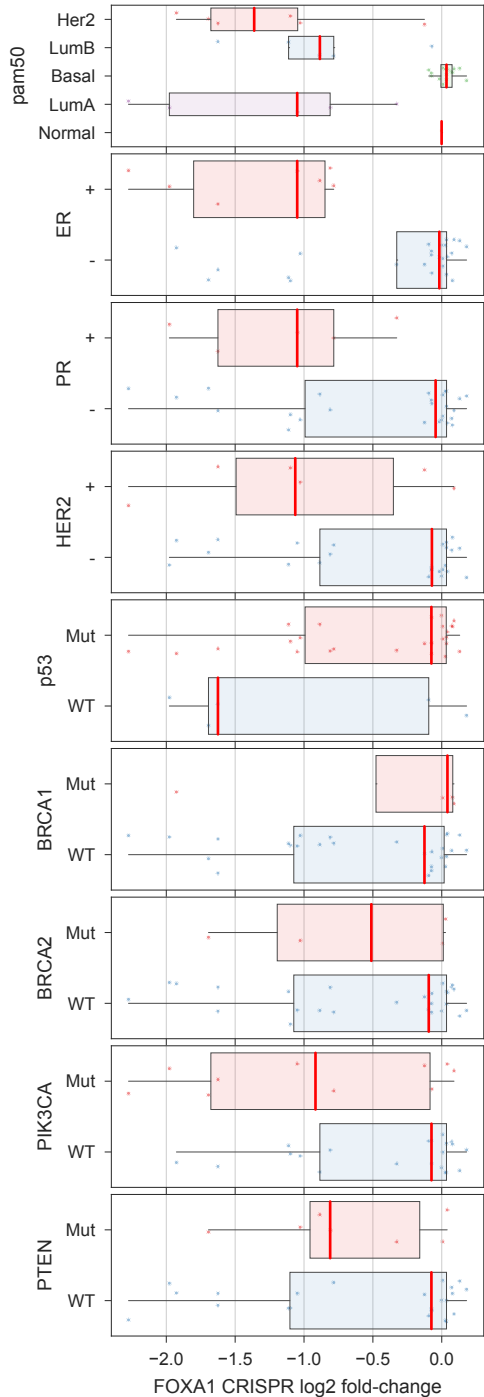 pam50
Her2
LumB
Basal
LumA
Normal
ER
+
-
PR
+
-
HER2
+
-
p53
Mut
WT
BRCA1
Mut
WT
BRCA2
Mut
WT
PIK3CA
Mut
WT
PTEN
Mut
WT
−2.0 −1.5 −1.0 −0.5 0.0
FOXA1 CRISPR log2 fold-change